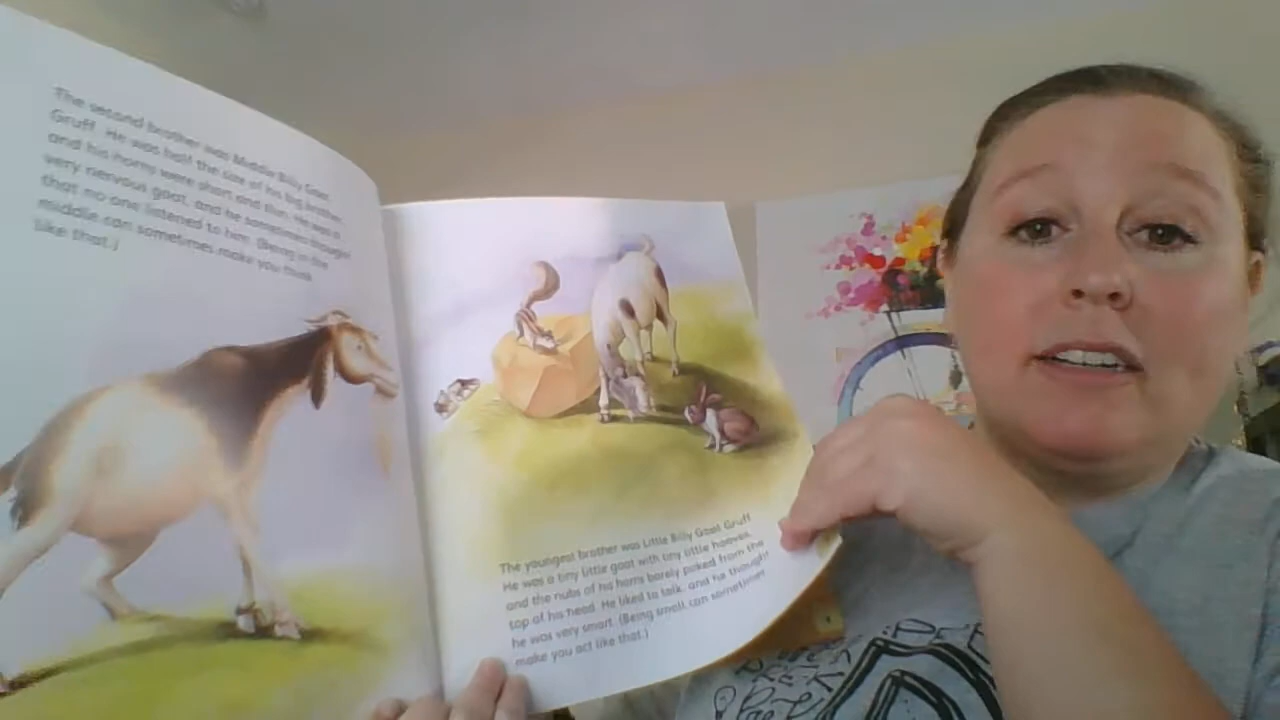 The second brother was Middle Billy Goat
Gruff. He was half the size of his big brother,
and his horns were short and thin. He was a
very nervous goat, and he sometimes thought
that no one listened to him. (Being in the
middle can sometimes make you think
like that.)
The youngest brother was Little Billy Goat Gruff.
He was a tiny little goat with tiny little hooves,
and the nubs of his horns barely poked from the
top of his head. He liked to talk, and he thought
he was very smart. (Being small can sometimes
make you act like that.)